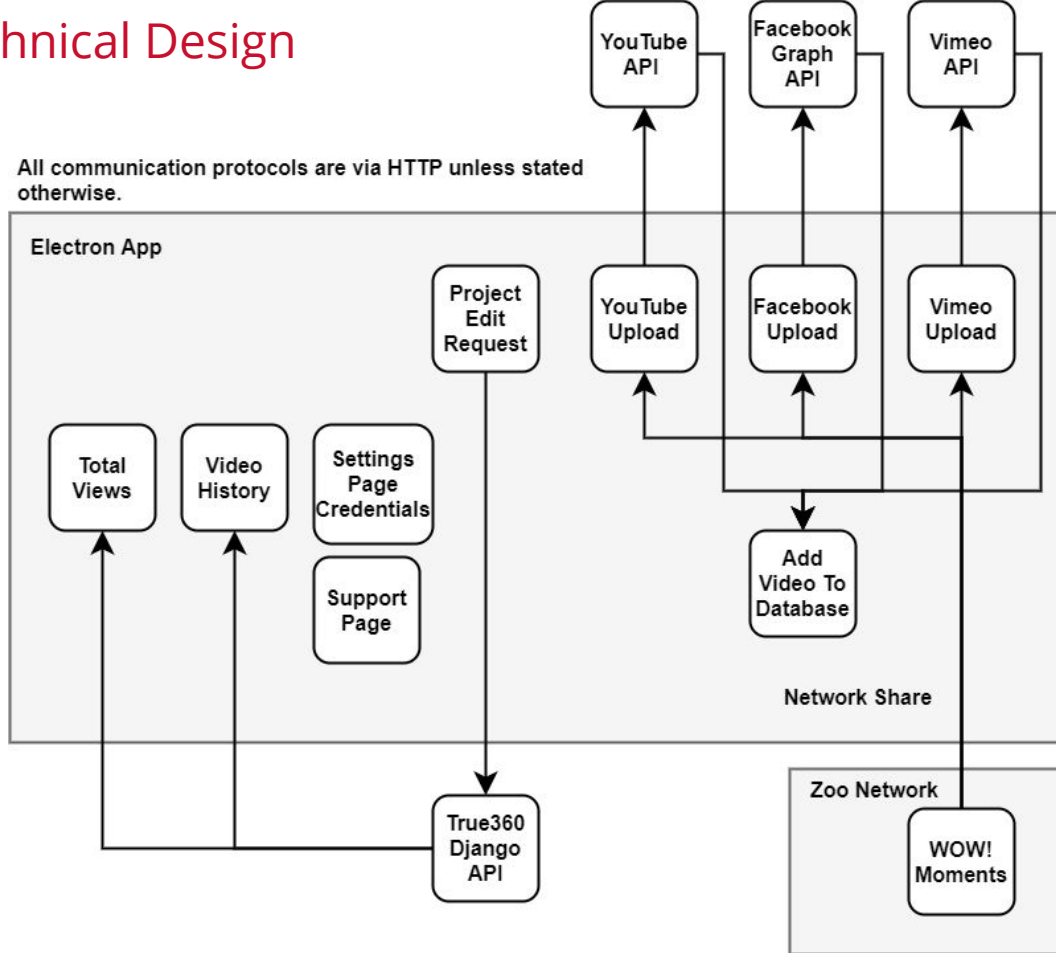 hnical Design
YouTube
API
Facebook
Graph
API
Vimeo
API
All communication protocols are via HTTP unless stated
otherwise.
Electron App
Project
Edit
Request
YouTube
Upload
Facebook
Upload
Vimeo
Upload
Total
Views
Video
History
Settings
Page
Credentials
Support
Page
Add
Video To
Database
Network Share
Zoo Network
True360
Django
API
WOW!
Moments